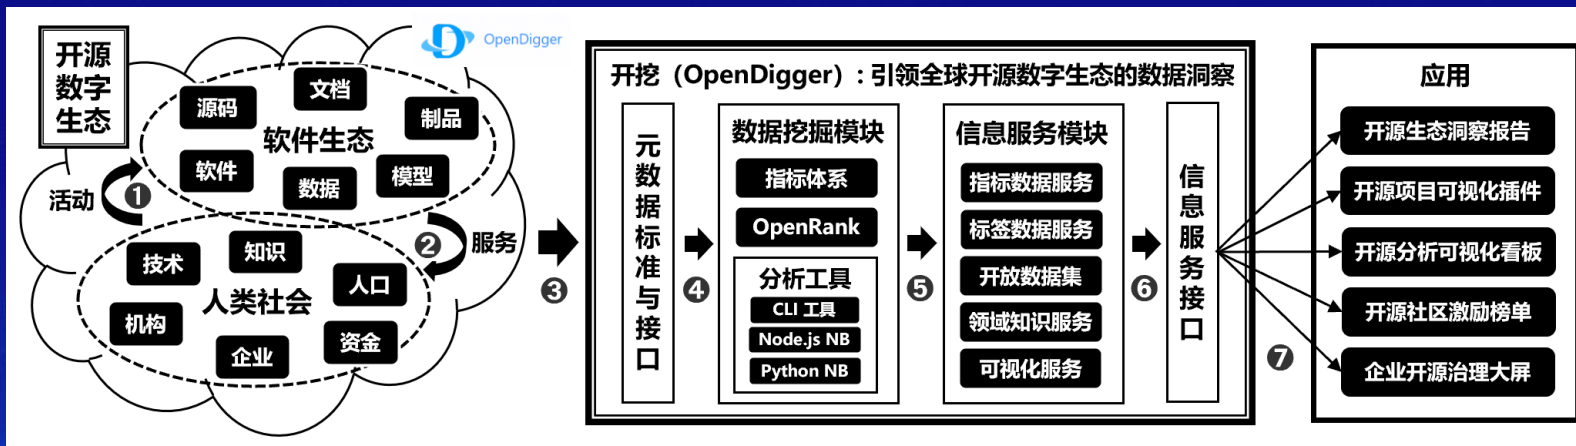 开源
数字
生态
OpenDigger
源码
文档
制品
软件生态
软件
数据
模型
活动
❶
❷
服务
技术
知识
人口
人类社会
机构
企业
资金
❸
开挖（OpenDigger）: 引领全球开源数字生态的数据洞察
元数据标准与接口
❹
数据挖掘模块
指标体系
OpenRank
分析工具
CLI 工具
Node.js NB
Python NB
❺
信息服务模块
指标数据服务
标签数据服务
开放数据集
领域知识服务
可视化服务
❻
信息服务接口
❼
应用
开源生态洞察报告
开源项目可视化插件
开源分析可视化看板
开源社区激励榜单
企业开源治理大屏